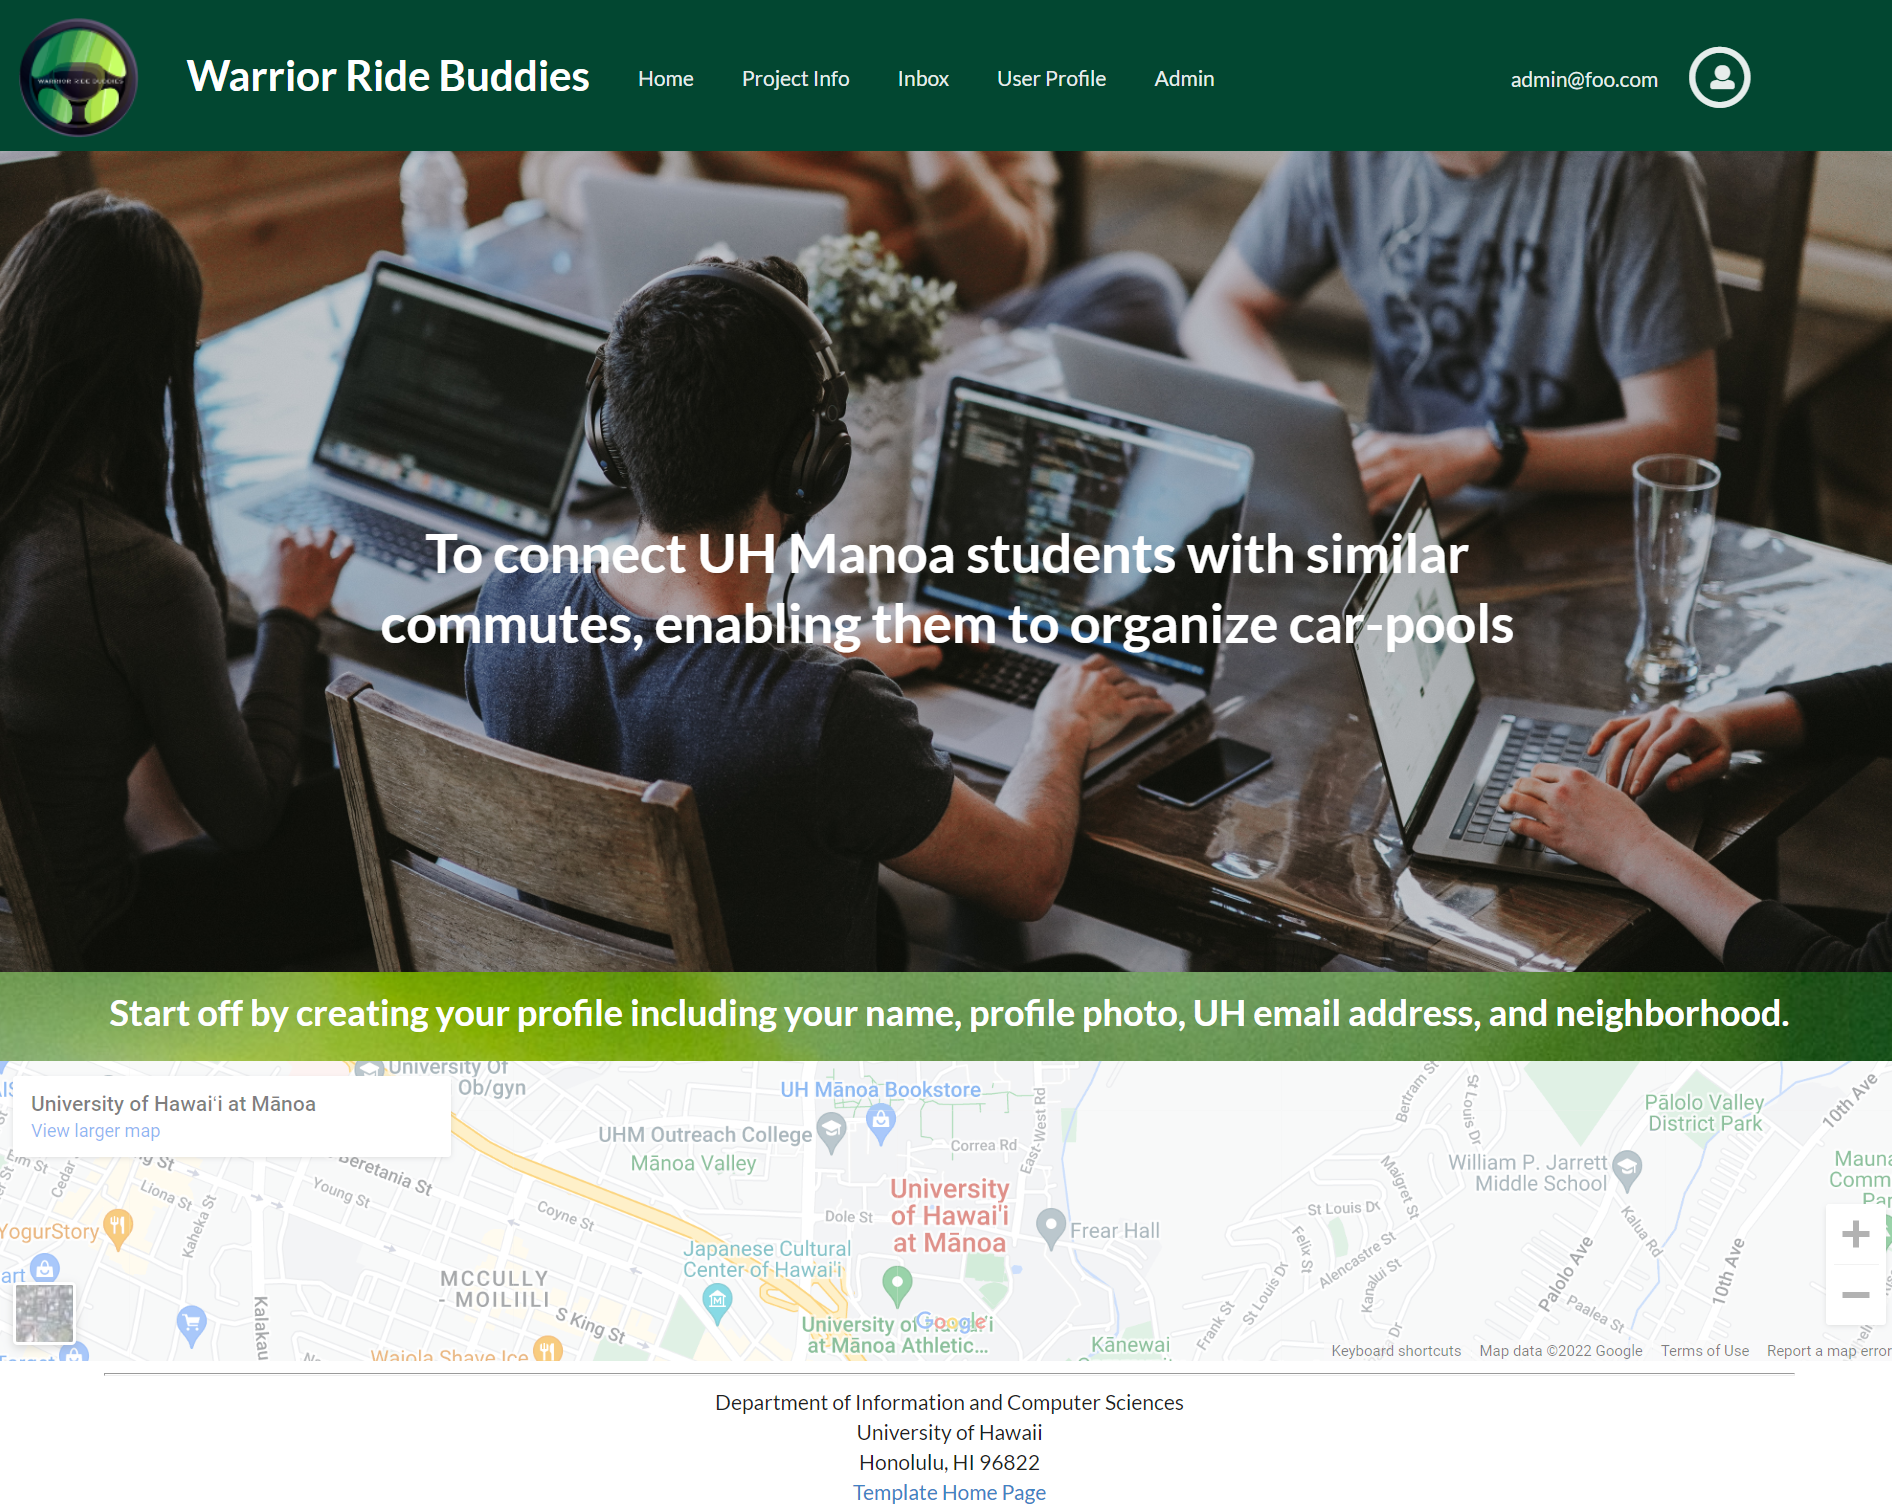 WARRIOR RIDE BUDDIES
Warrior Ride Buddies
Home
Project Info
Inbox
User Profile
Admin
admin@foo.com
To connect UH Manoa students with similar
commutes, enabling them to organize car-pools
Start off by creating your profile including your name, profile photo, UH email address, and neighborhood.
University of Hawaiʻi at Mānoa
View larger map
University Of
Ob/gyn
UH Mānoa Bookstore
UHM Outreach College
Mānoa Valley
Correa Rd
East-West Rd
Bertram St
St Louis Dr
Pālolo Valley
District Park
10th Ave
Elm St
Cedar
Liona St
Beretania St
Young St
Coyne St
Dole St
University
of Hawaiʻi
at Mānoa
Frear Hall
Maigret St
William P. Jarrett
Middle School
St Louis Dr
YogurStory
Kaheka St
Japanese Cultural
Center of Hawaiʻi
Felix St
Alencastre St
Kanalui St
St Louis Dr
Kalua Rd
Palolo Ave
10th Ave
MCCULLY
- MOILIILI
S King St
University of
at Mānoa Athletic...
Google
Frank St
Paalea St
Kānewai
Waiola Shave Ice
Keyboard shortcuts
Map data ©2022 Google
Terms of Use
Report a map error
Department of Information and Computer Sciences
University of Hawaii
Honolulu, HI 96822
Template Home Page